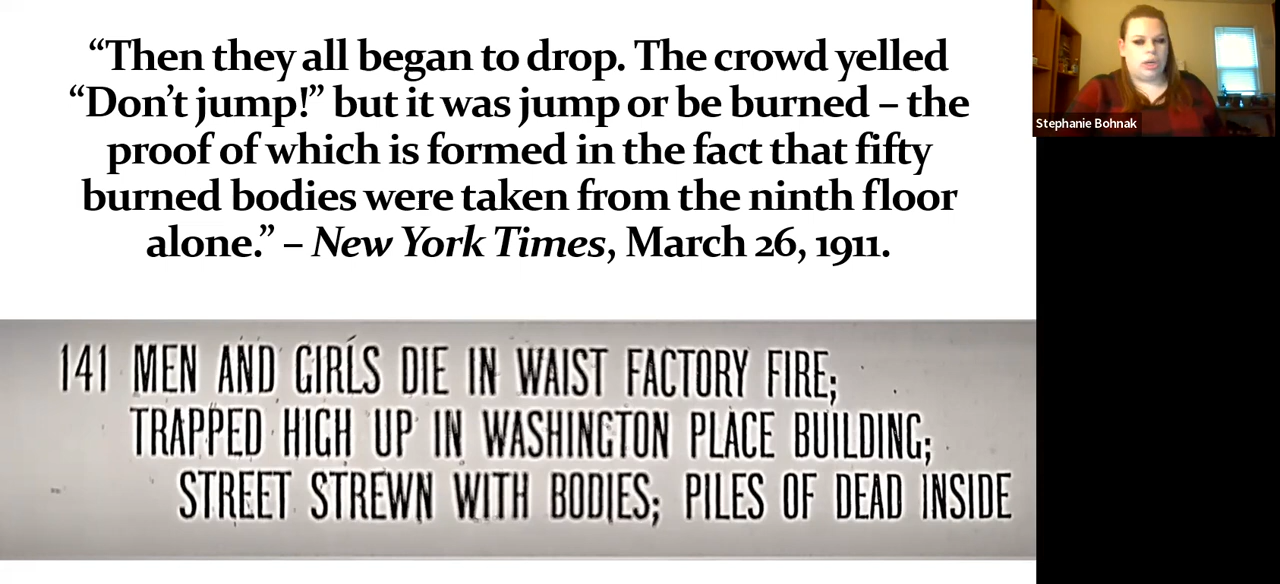 “Then they all began to drop. The crowd yelled
“Don’t jump!” but it was jump or be burned – the
proof of which is formed in the fact that fifty
burned bodies were taken from the ninth floor
alone.” – New York Times, March 26, 1911.
141 MEN AND GIRLS DIE IN WAIST FACTORY FIRE;
TRAPPED HIGH UP IN WASHINGTON PLACE BUILDING;
STREET STREWN WITH BODIES; PILES OF DEAD INSIDE
Stephanie Bohnak